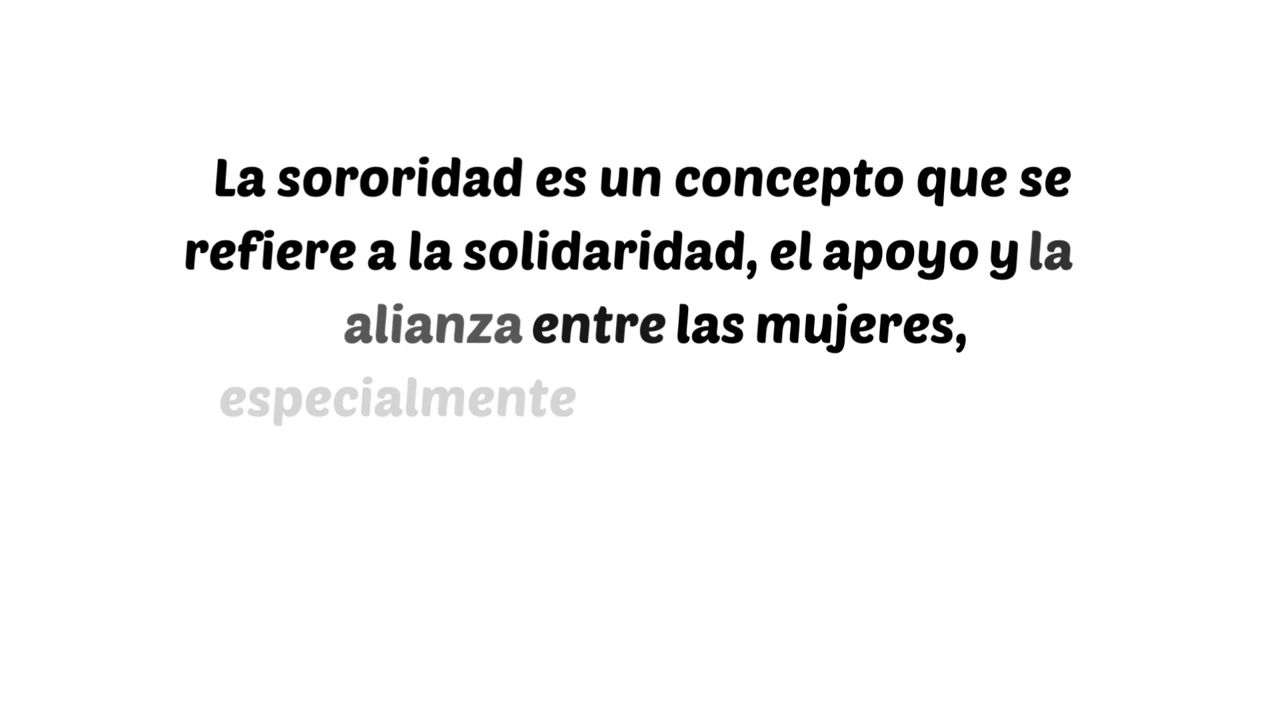 La sororidad es un concepto que se
refiere a la solidaridad, el apoyo y la
alianza entre las mujeres,
especialmente